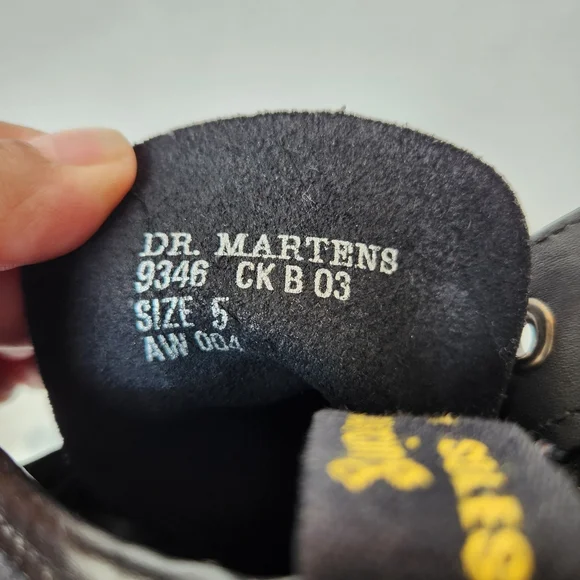 DR. MARTENS
9346 CK B 03
SIZE 5
AW 004